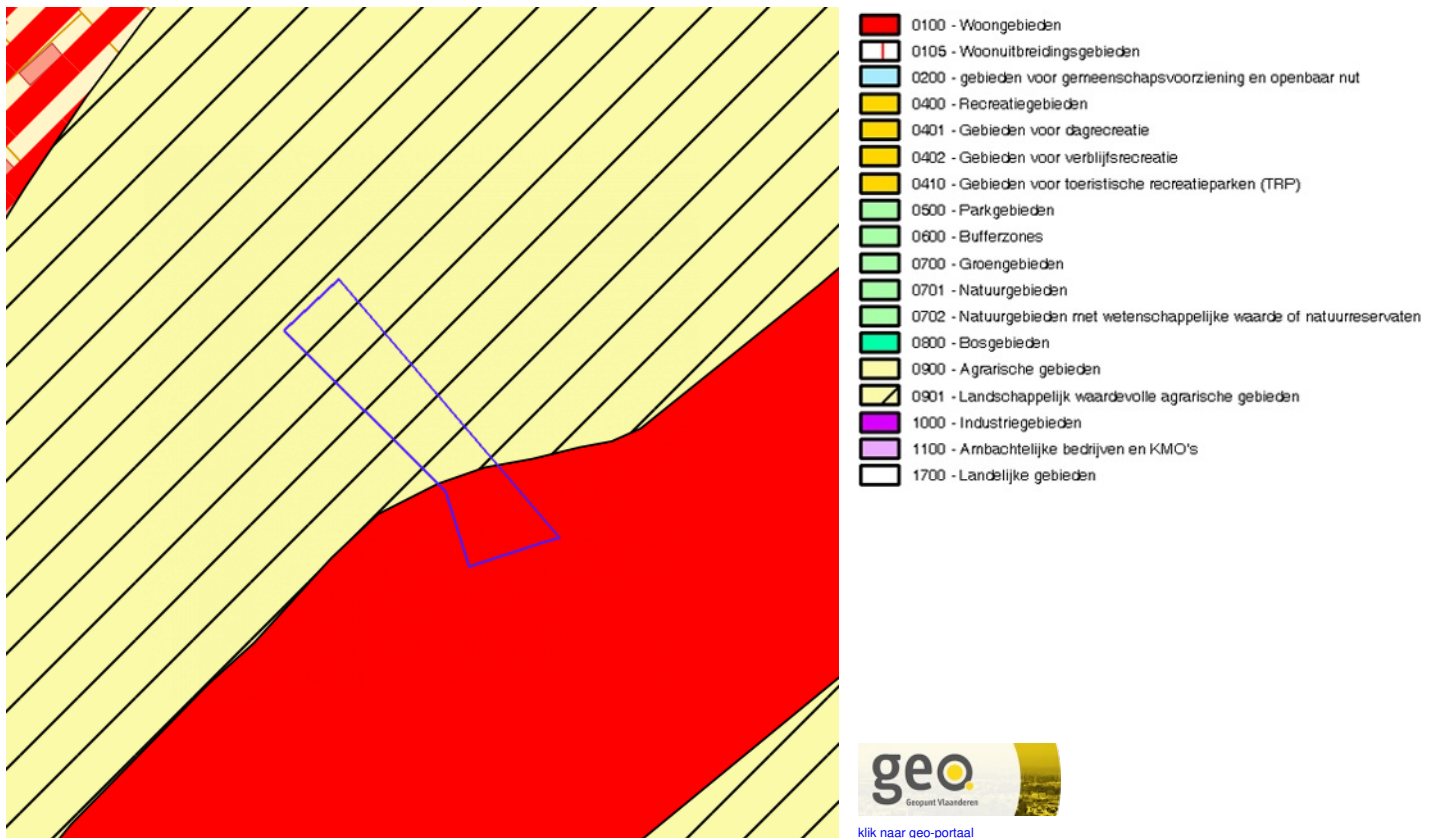 0100 - Woongebieden
0105 - Woonuitbreidingsgebieden
0200 - gebieden voor gemeenschapsvoorziening en openbaar nut
0400 - Recreatiegebieden
0401 - Gebieden voor dagrecreatie
0402 - Gebieden voor verblijfsrecreatie
0410 - Gebieden voor toeristische recreatieparken (TRP)
0500 - Parkgebieden
0600 - Bufferzones
0700 - Groengebieden
0701 - Natuurgebieden
0702 - Natuurgebieden met wetenschappelijke waarde of natuurreservaten
0800 - Bosgebieden
0900 - Agrarische gebieden
0901 - Landschappelijk waardevolle agrarische gebieden
1000 - Industriegebieden
1100 - Ambachtelijke bedrijven en KMO's
1700 - Landelijke gebieden
geo.
Geopunt Vlaanderen
klik naar geo-portaal